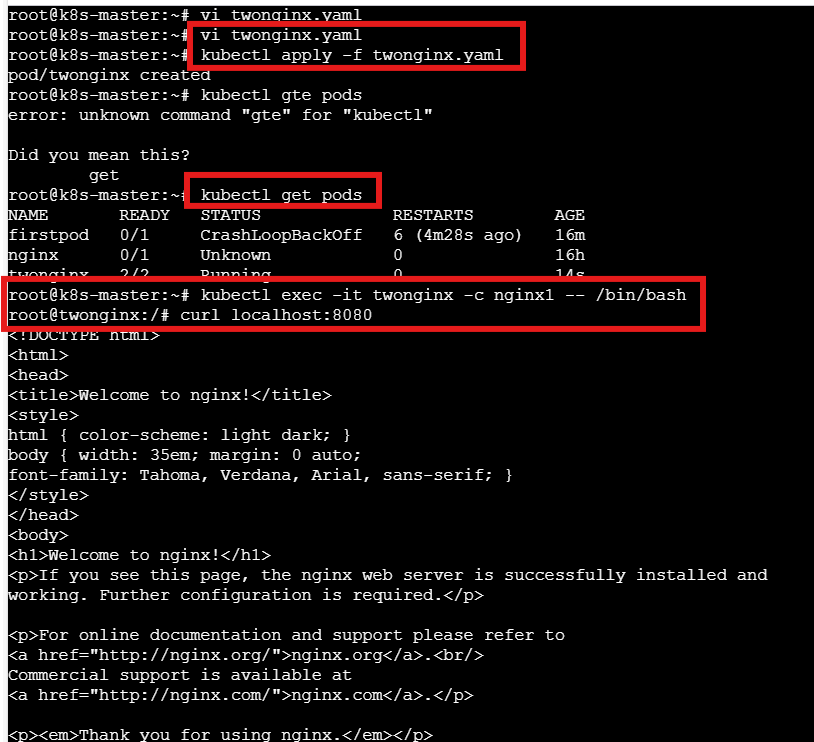 root@k8s-master:~# vi twonginx.yaml
root@k8s-master:~# vi twonginx.yaml
root@k8s-master:~# kubectl apply -f twonginx.yaml
pod/twonginx created
root@k8s-master:~# kubectl gte pods
error: unknown command "gte" for "kubectl"

Did you mean this?
        get
root@k8s-master:~# kubectl get pods
NAME       READY   STATUS             RESTARTS        AGE
firstpod   0/1     CrashLoopBackOff   6 (4m28s ago)   16m
nginx      0/1     Unknown            0               16h
twonginx   2/2     Running            0               14s
root@k8s-master:~# kubectl exec -it twonginx -c nginx1 -- /bin/bash
root@twonginx:/# curl localhost:8080
<!DOCTYPE html>
<html>
<head>
<title>Welcome to nginx!</title>
<style>
html { color-scheme: light dark; }
body { width: 35em; margin: 0 auto;
font-family: Tahoma, Verdana, Arial, sans-serif; }
</style>
</head>
<body>
<h1>Welcome to nginx!</h1>
<p>If you see this page, the nginx web server is successfully installed and
working. Further configuration is required.</p>

<p>For online documentation and support please refer to
<a href="http://nginx.org/">nginx.org</a>.<br/>
Commercial support is available at
<a href="http://nginx.com/">nginx.com</a>.</p>

<p><em>Thank you for using nginx.</em></p>